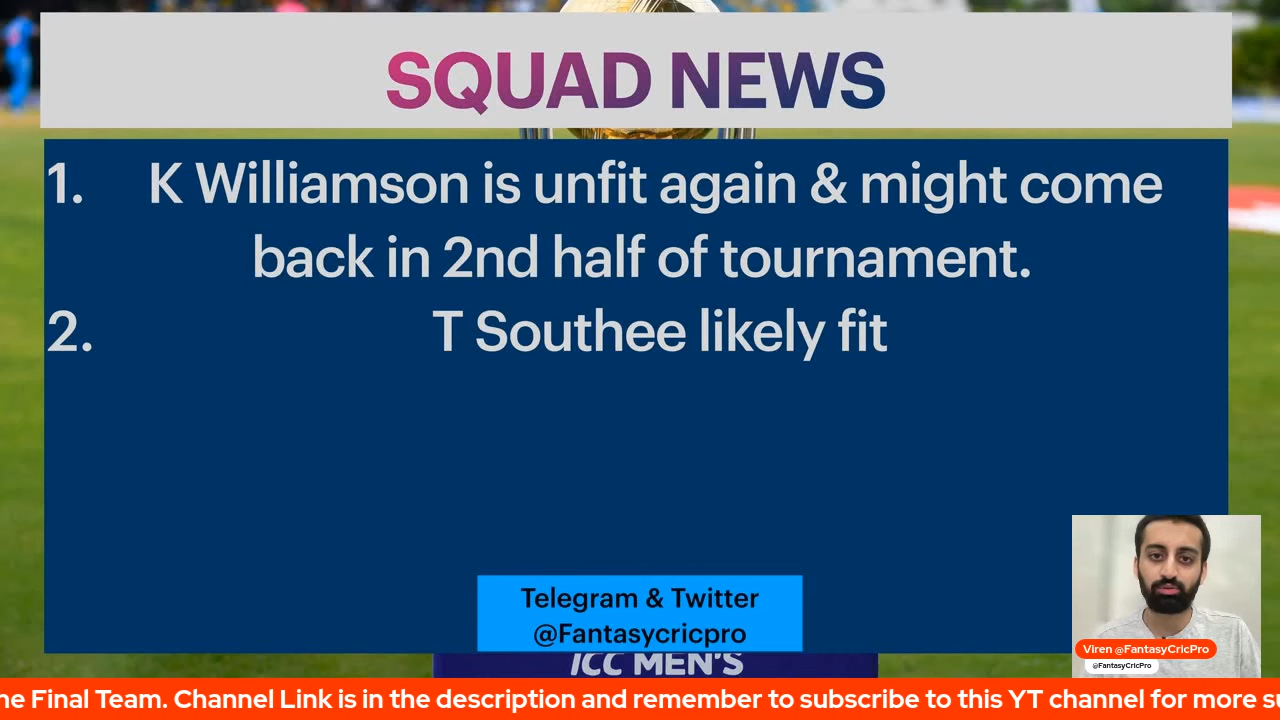 SQUAD NEWS
1. K Williamson is unfit again & might come
back in 2nd half of tournament.
2. T Southee likely fit
Telegram & Twitter
@Fantasycricpro
ICC MEN'S
Viren @FantasyCricPro
@FantasyCricPro
Final Team. Channel Link is in the description and remember to subscribe to this YT channel for more